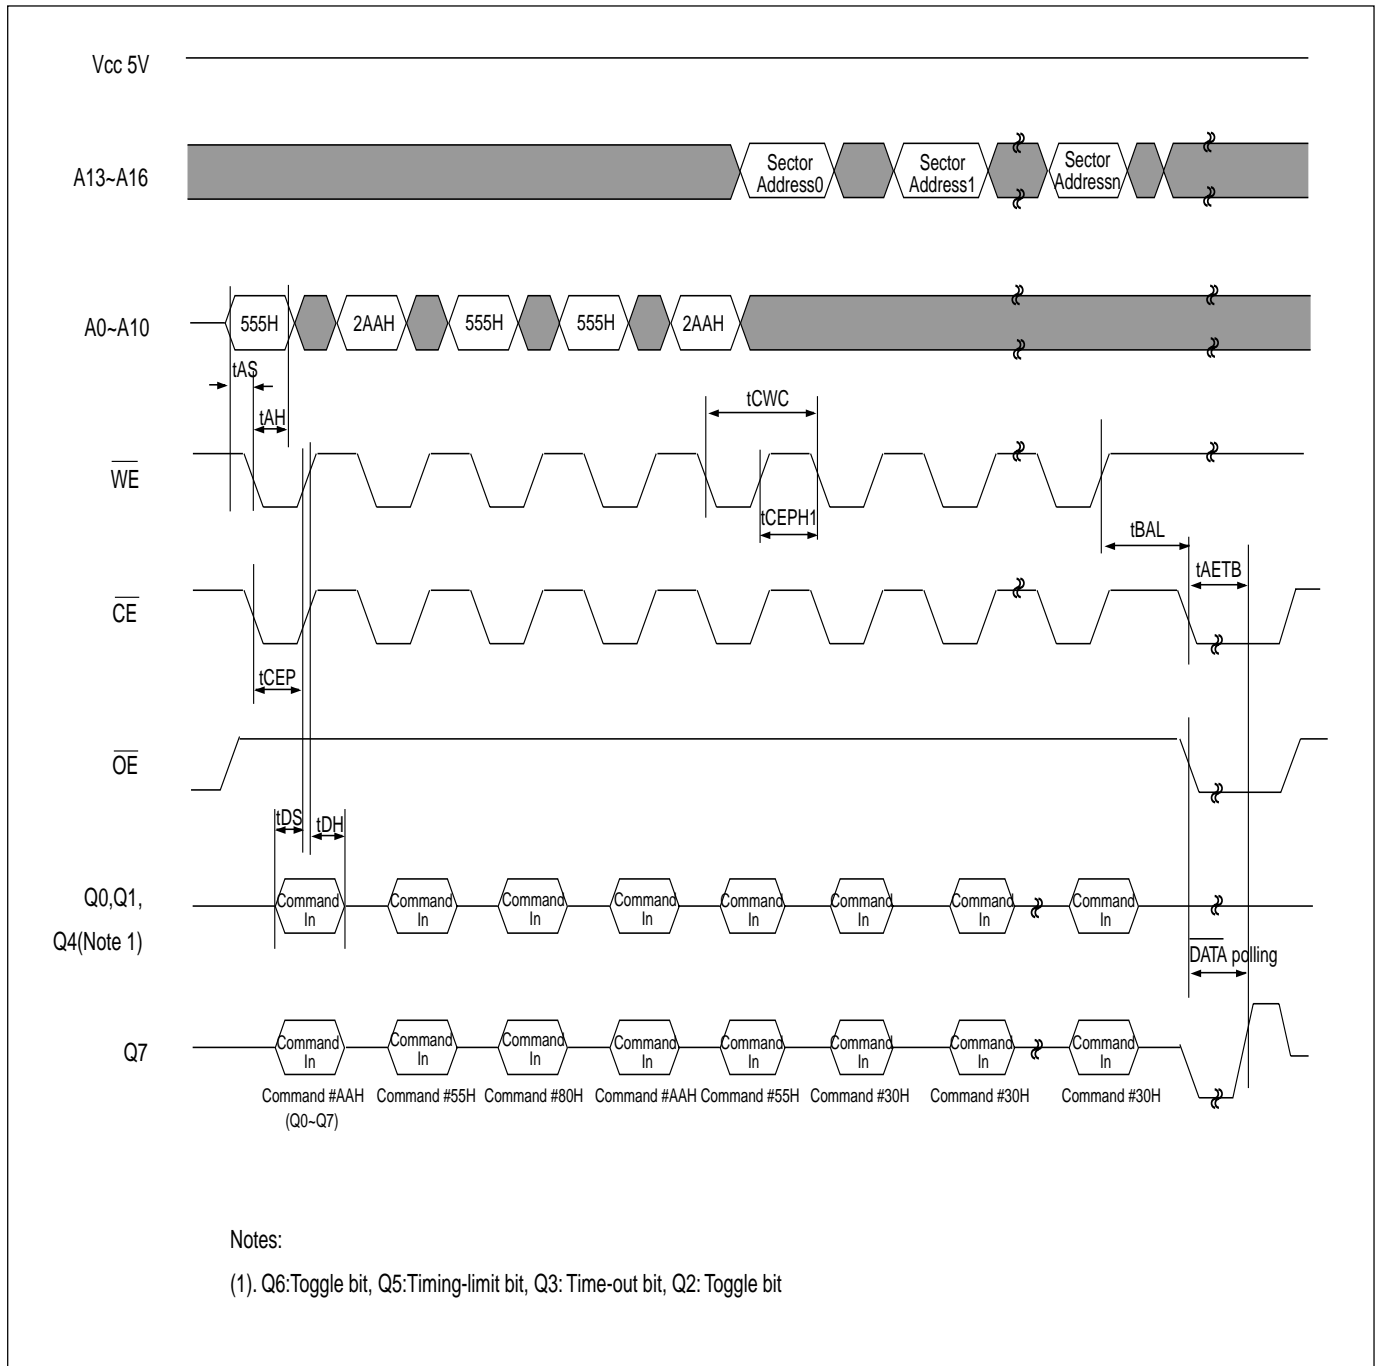 Vcc 5V
A13~A16
Sector
Address0
Sector
Address1
Sector
Addressn
A0~A10
555H
2AAH
555H
555H
2AAH
tAS
tAH
tCWC
WE
tCEPH1
tBAL
tAETB
CE
tCEP
OE
tDS
tDH
Q0,Q1,
Q4(Note 1)
Command
In
Command
In
Command
In
Command
In
Command
In
Command
In
Command
In
Command
In
DATA polling
Q7
Command
In
Command
In
Command
In
Command
In
Command
In
Command
In
Command
In
Command
In
Command #AAH
(Q0~Q7)
Command #55H
Command #80H
Command #AAH
Command #55H
Command #30H
Command #30H
Command #30H
Notes:
(1). Q6:Toggle bit, Q5:Timing-limit bit, Q3: Time-out bit, Q2: Toggle bit